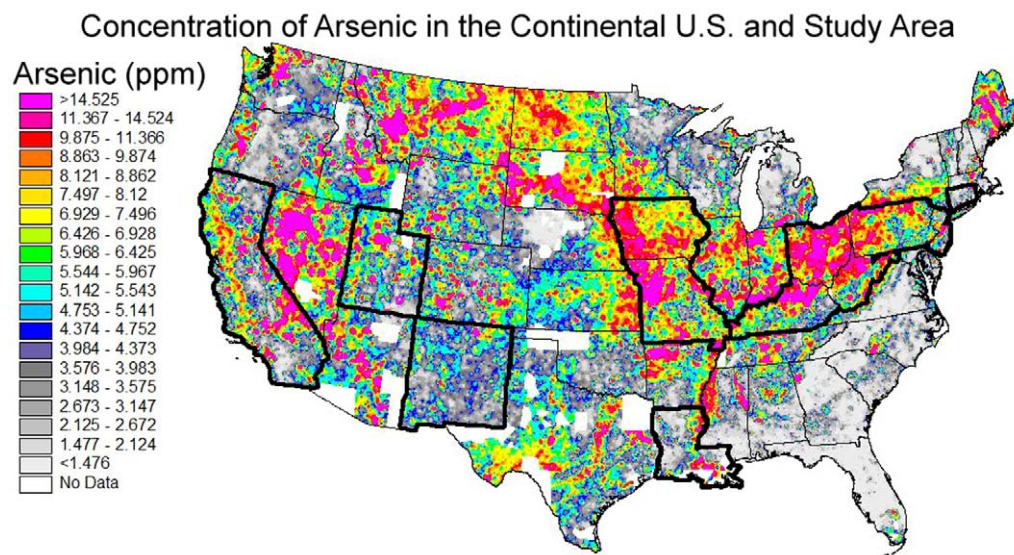 Concentration of Arsenic in the Continental U.S. and Study Area
Arsenic (ppm)
>14.525
11.367 - 14.524
9.875 - 11.366
8.863 - 9.874
8.121 - 8.862
7.497 - 8.12
6.929 - 7.496
6.426 - 6.928
5.968 - 6.425
5.544 - 5.967
5.142 - 5.543
4.753 - 5.141
4.374 - 4.752
3.984 - 4.373
3.576 - 3.983
3.148 - 3.575
2.673 - 3.147
2.125 - 2.672
1.477 - 2.124
<1.476
No Data